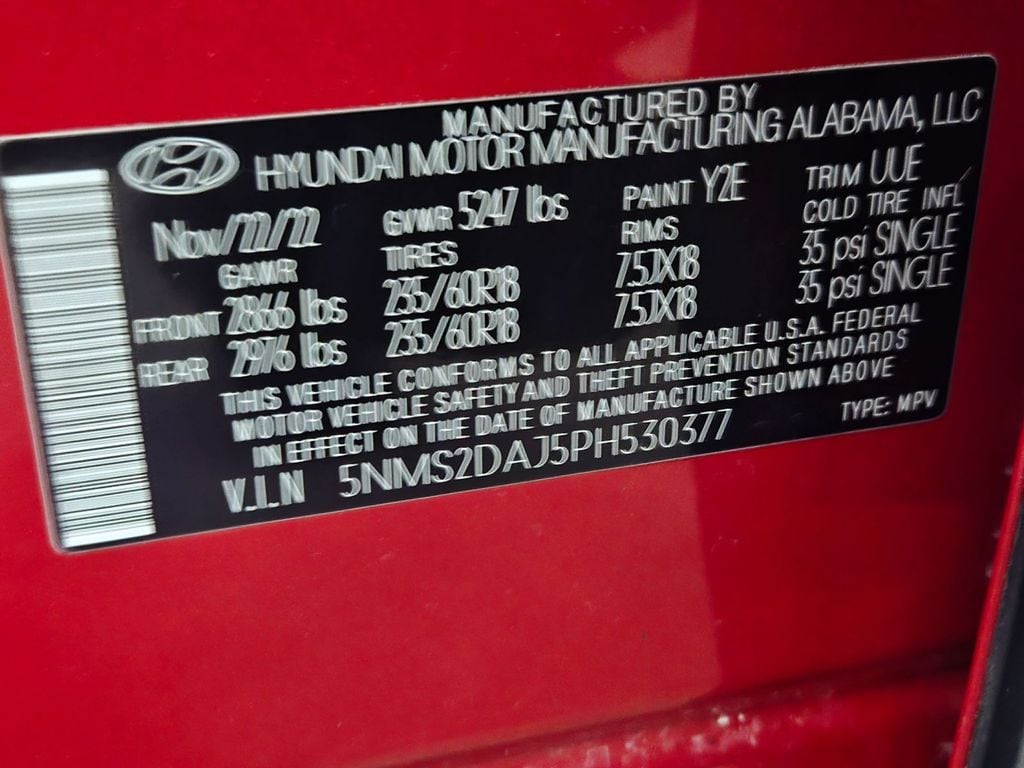 MANUFACTURED BY
HYUNDAI MOTOR MANUFACTURING ALABAMA, LLC
Nov/22/22 GVWR 5247 lbs PAINT Y2E TRIM UUE
GAWR TIRES RIMS COLD TIRE INFL
FRONT 2866 lbs 235/60R18 7.5JX18 35 psi SINGLE
REAR 2976 lbs 235/60R18 7.5JX18 35 psi SINGLE
THIS VEHICLE CONFORMS TO ALL APPLICABLE U.S.A. FEDERAL
MOTOR VEHICLE SAFETY AND THEFT PREVENTION STANDARDS
IN EFFECT ON THE DATE OF MANUFACTURE SHOWN ABOVE
V.I.N 5NMS2DAJ5PH530377 TYPE: MPV